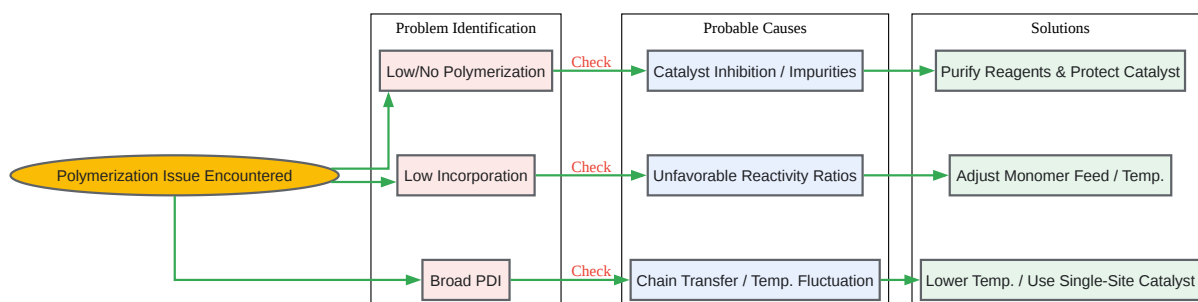 Problem Identification
Probable Causes
Solutions
Low/No Polymerization
Check
Catalyst Inhibition / Impurities
Purify Reagents & Protect Catalyst
Polymerization Issue Encountered
Low Incorporation
Check
Unfavorable Reactivity Ratios
Adjust Monomer Feed / Temp.
Broad PDI
Check
Chain Transfer / Temp. Fluctuation
Lower Temp. / Use Single-Site Catalyst